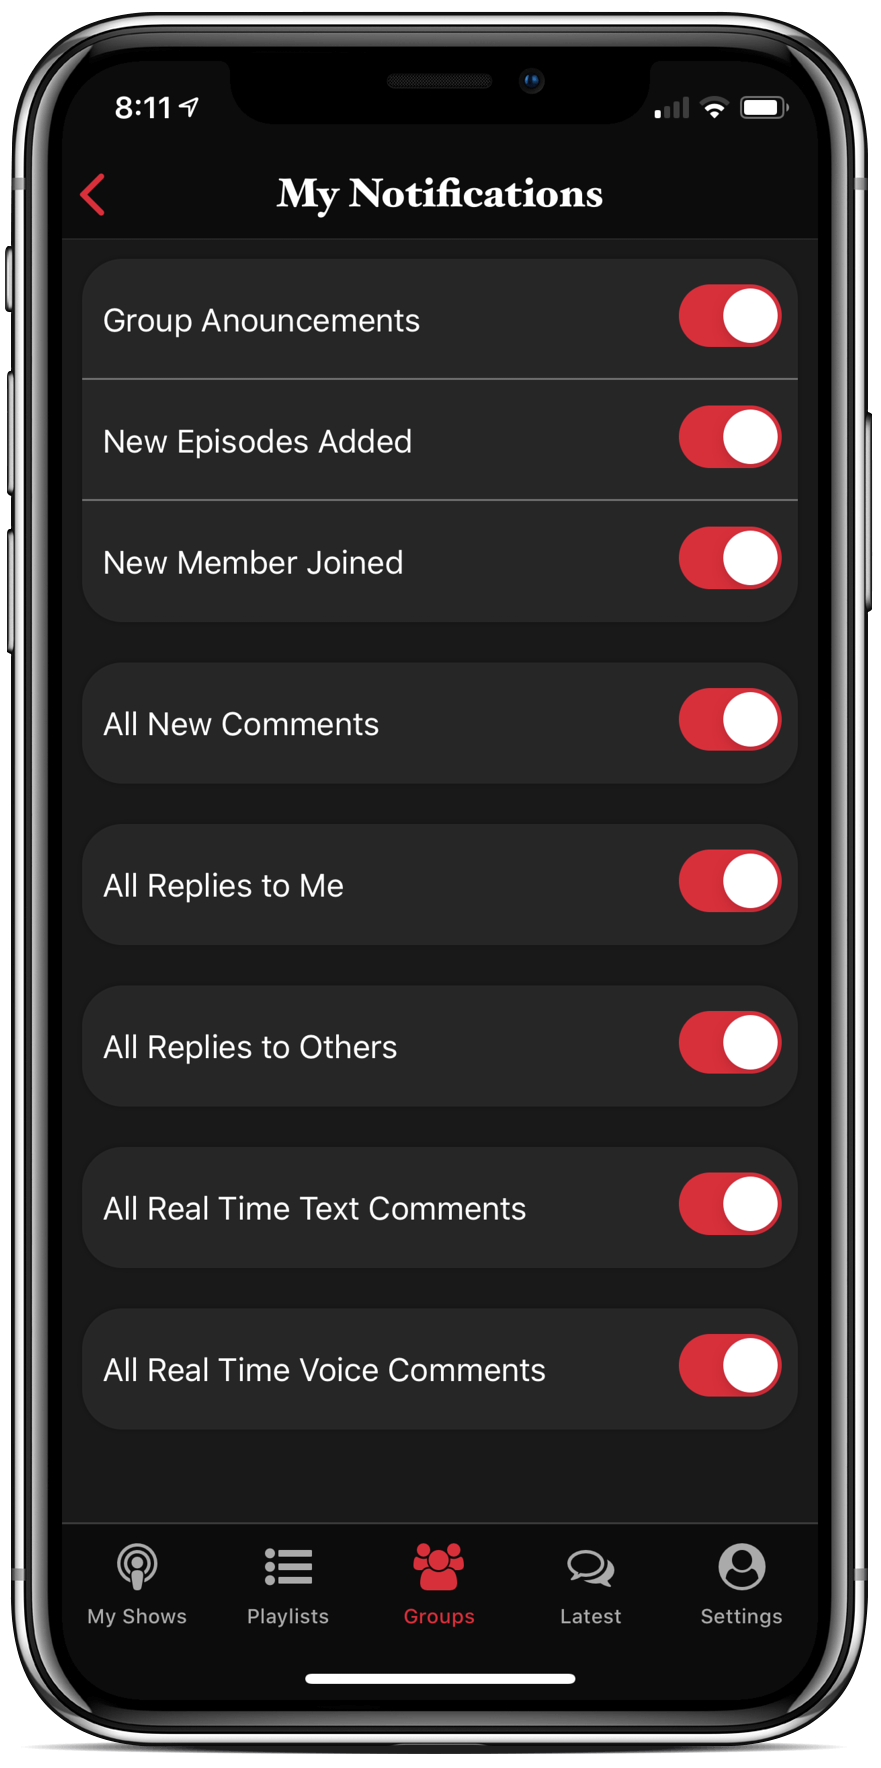 8:11
My Notifications
Group Anouncements
New Episodes Added
New Member Joined
All New Comments
All Replies to Me
All Replies to Others
All Real Time Text Comments
All Real Time Voice Comments
My Shows
Playlists
Groups
Latest
Settings